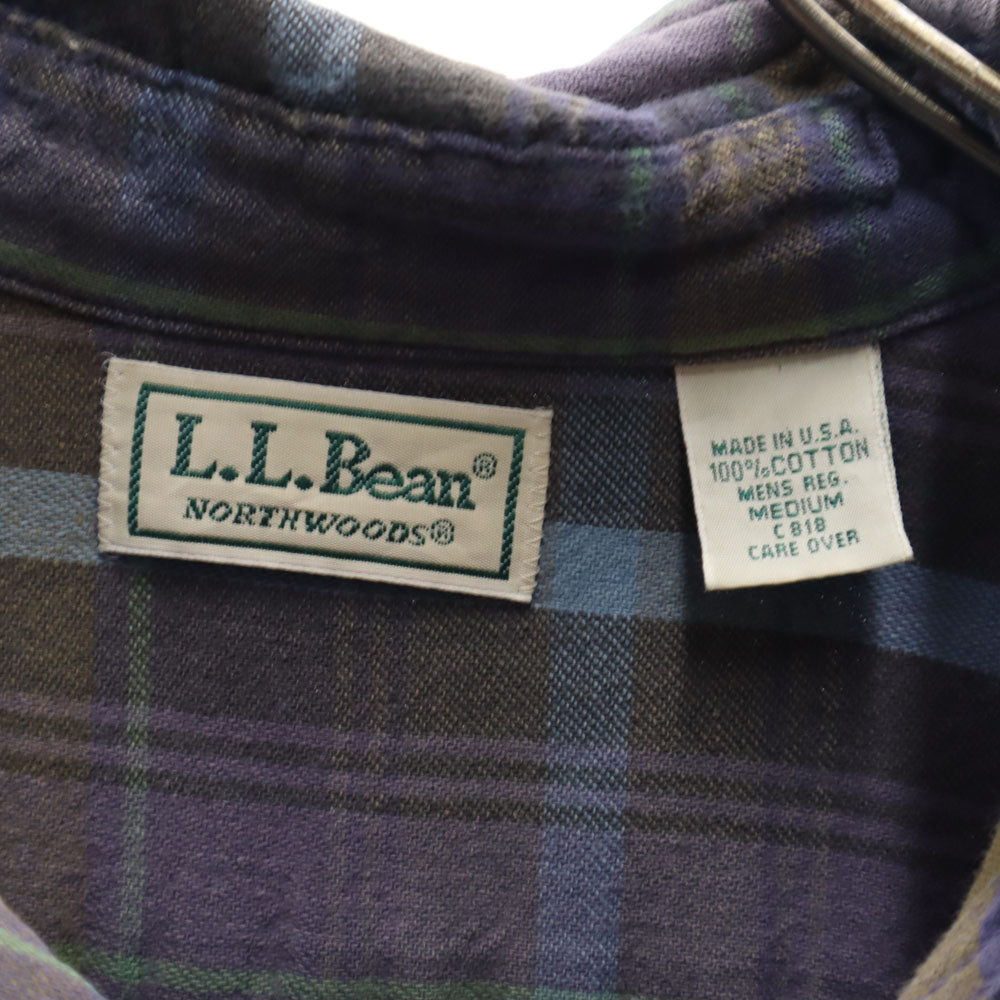 L.L.Bean®
NORTHWOODS®
MADE IN U.S.A.
100% COTTON
MENS REG.
MEDIUM
C 818
CARE OVER